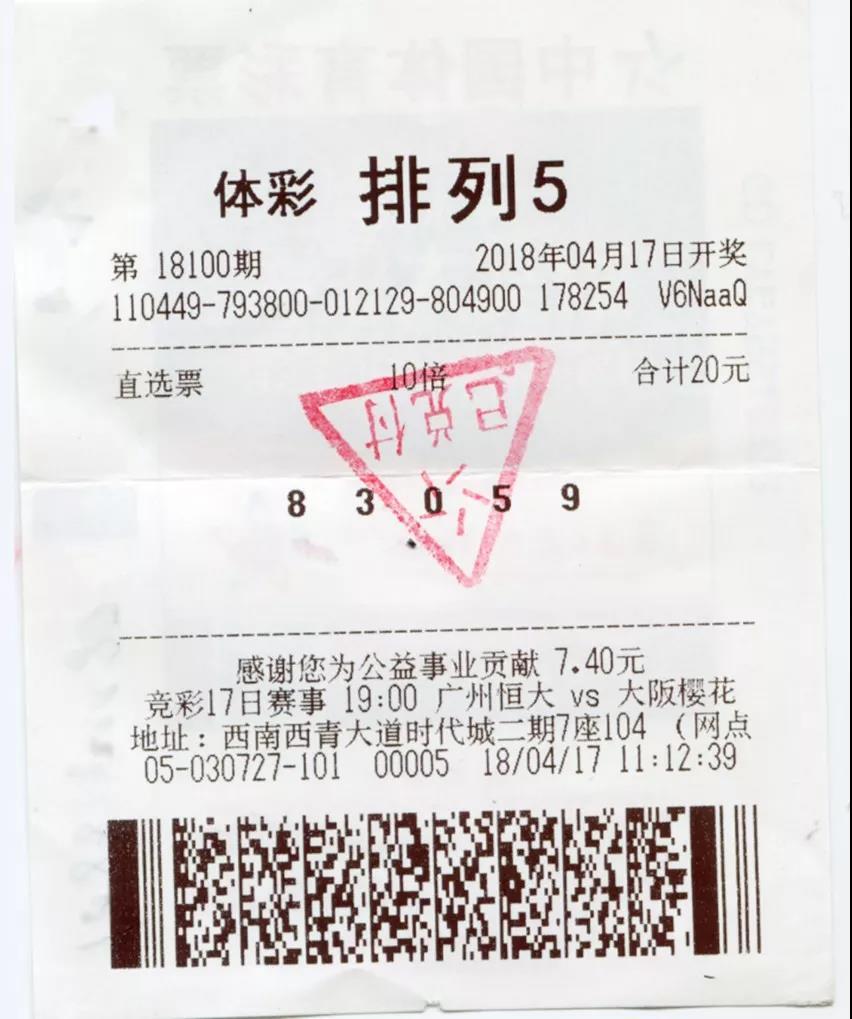 体彩 排列5
第 18100期 2018年04月17日开奖
110449-793800-012129-804900 178254 V6NaaQ
直选票 10倍 合计20元
已兑付
8 3 0 5 9
感谢您为公益事业贡献 7.40元
竞彩17日赛事 19:00 广州恒大 vs 大阪樱花
地址：西南西青大道时代城二期7座104 （网点
05-030727-101 00005 18/04/17 11:12:39